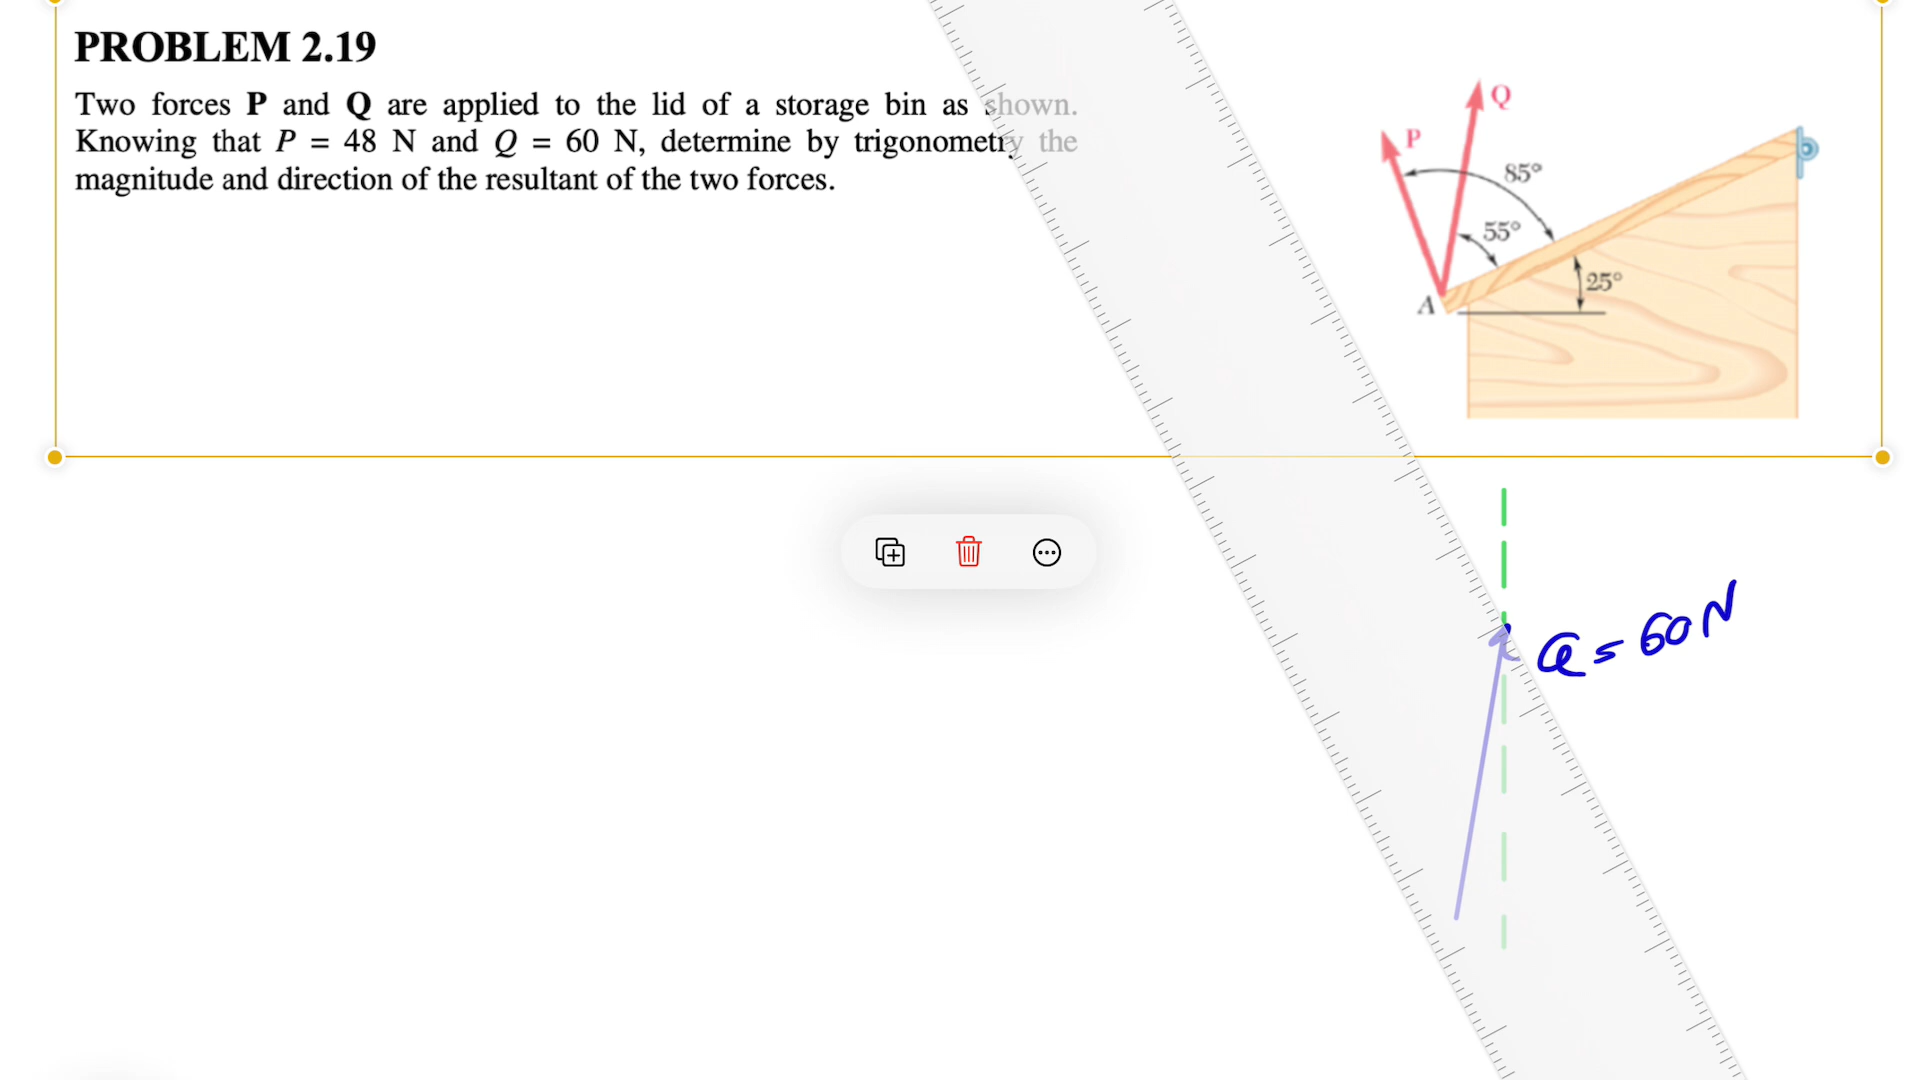 PROBLEM 2.19
Two forces P and Q are applied to the lid of a storage bin as shown.
Knowing that P = 48 N and Q = 60 N, determine by trigonometry the
magnitude and direction of the resultant of the two forces.
Q
P
85°
55°
25°
A
Q = 60 N